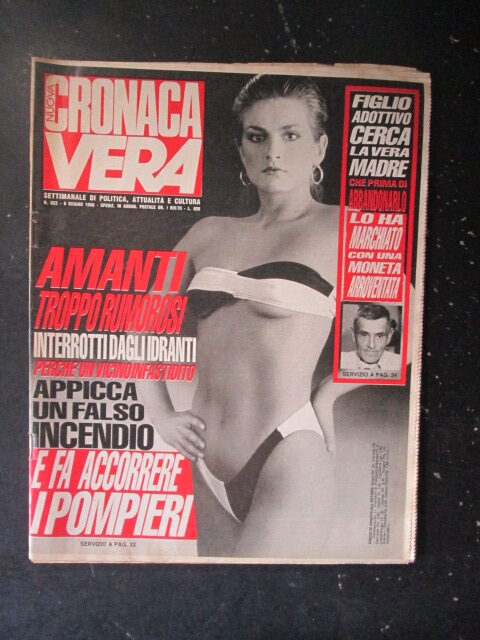 NUOVA
CRONACA
VERA
SETTIMANALE DI POLITICA, ATTUALITÀ E CULTURA
AMANTI
TROPPO RUMOROSI
INTERROTTI DAGLI IDRANTI
PERCHE' UN VICINO INFASTIDITO
APPICCA
UN FALSO
INCENDIO
E FA ACCORRERE
I POMPIERI
SERVIZIO A PAG. 22
FIGLIO
ADOTTIVO
CERCA
LA VERA
MADRE
CHE PRIMA DI
ABBANDONARLO
LO HA
MARCHIATO
CON UNA
MONETA
ARROVENTATA
SERVIZIO A PAG. 26